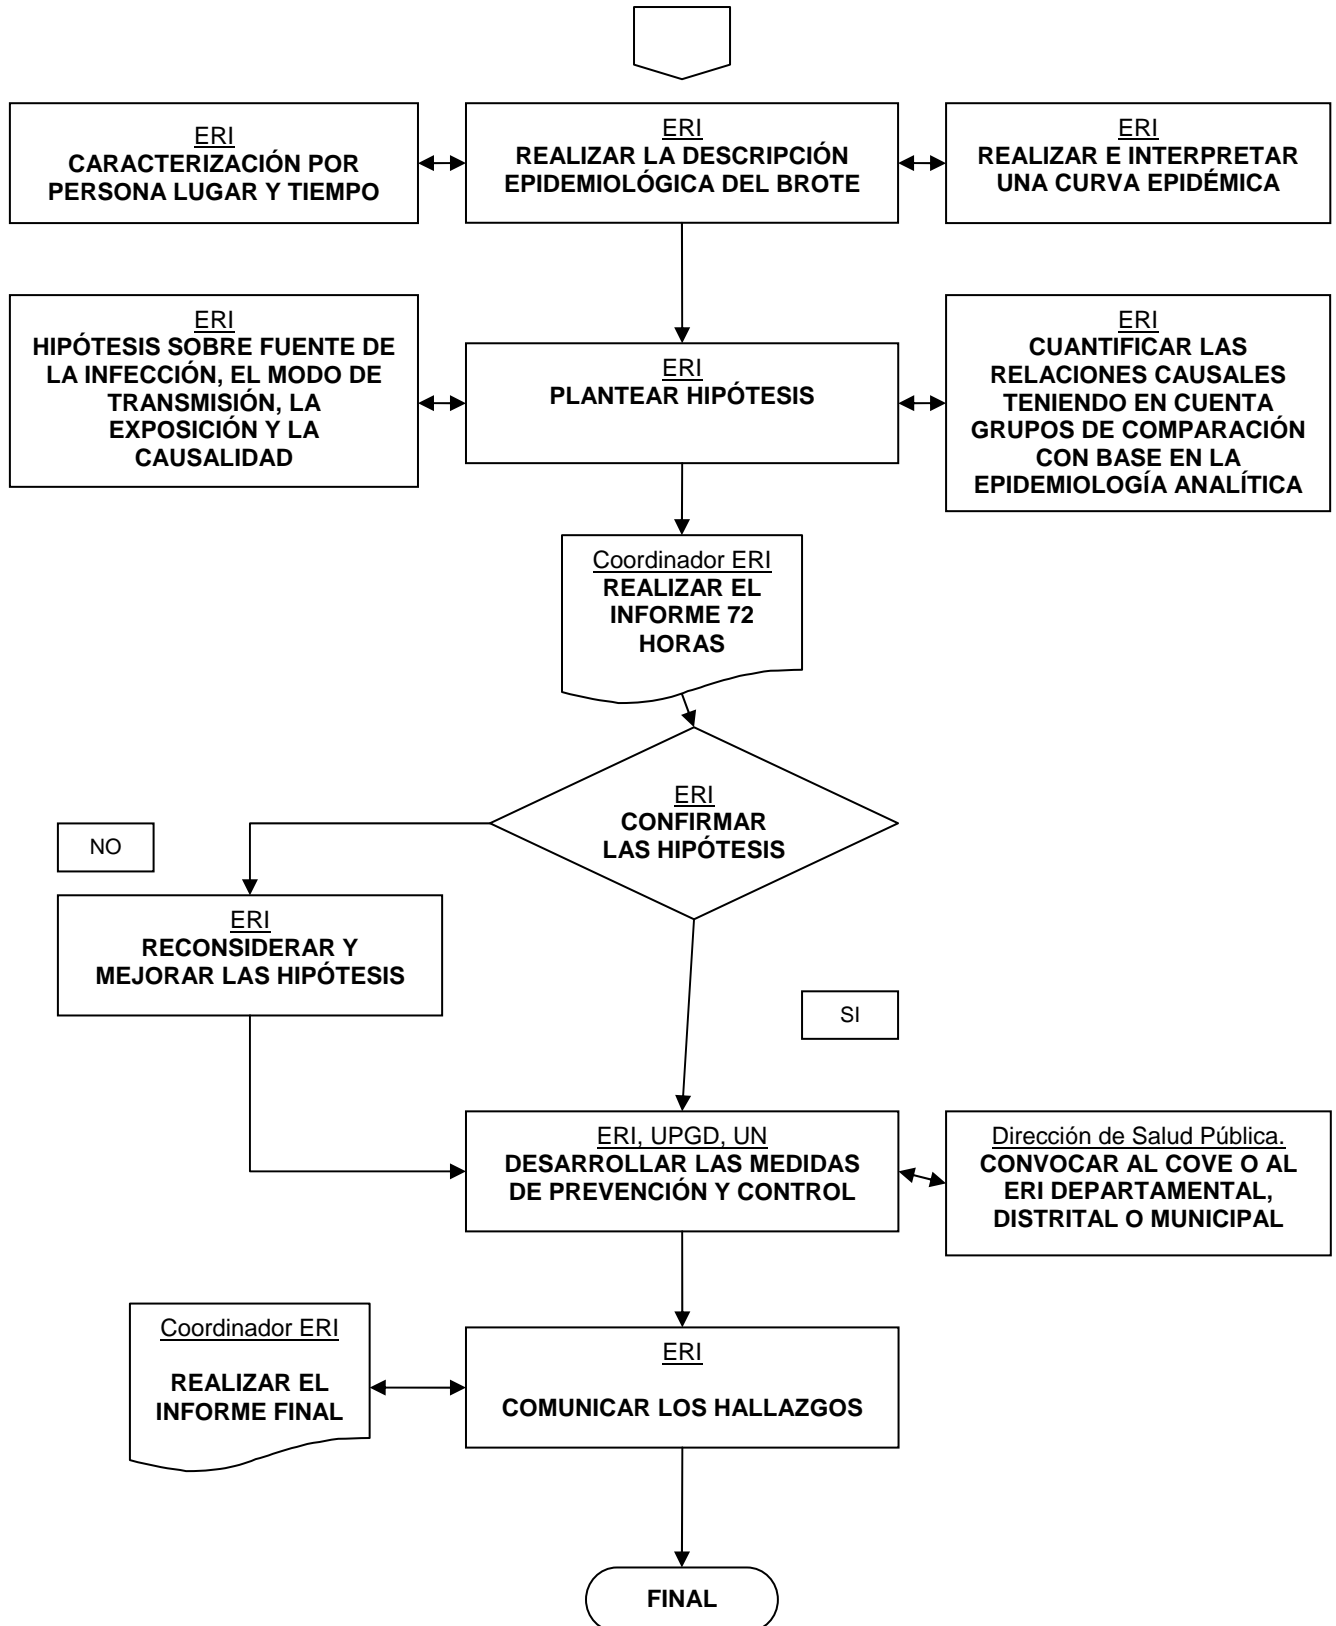 ERI
CARACTERIZACIÓN POR
PERSONA LUGAR Y TIEMPO
ERI
REALIZAR LA DESCRIPCIÓN
EPIDEMIOLÓGICA DEL BROTE
ERI
REALIZAR E INTERPRETAR
UNA CURVA EPIDÉMICA
ERI
HIPÓTESIS SOBRE FUENTE DE
LA INFECCIÓN, EL MODO DE
TRANSMISIÓN, LA
EXPOSICIÓN Y LA
CAUSALIDAD
ERI
PLANTEAR HIPÓTESIS
ERI
CUANTIFICAR LAS
RELACIONES CAUSALES
TENIENDO EN CUENTA
GRUPOS DE COMPARACIÓN
CON BASE EN LA
EPIDEMIOLOGÍA ANALÍTICA
Coordinador ERI
REALIZAR EL
INFORME 72
HORAS
ERI
CONFIRMAR
LAS HIPÓTESIS
NO
ERI
RECONSIDERAR Y
MEJORAR LAS HIPÓTESIS
SI
ERI, UPGD, UN
DESARROLLAR LAS MEDIDAS
DE PREVENCIÓN Y CONTROL
Dirección de Salud Pública.
CONVOCAR AL COVE O AL
ERI DEPARTAMENTAL,
DISTRITAL O MUNICIPAL
Coordinador ERI
REALIZAR EL
INFORME FINAL
ERI
COMUNICAR LOS HALLAZGOS
FINAL